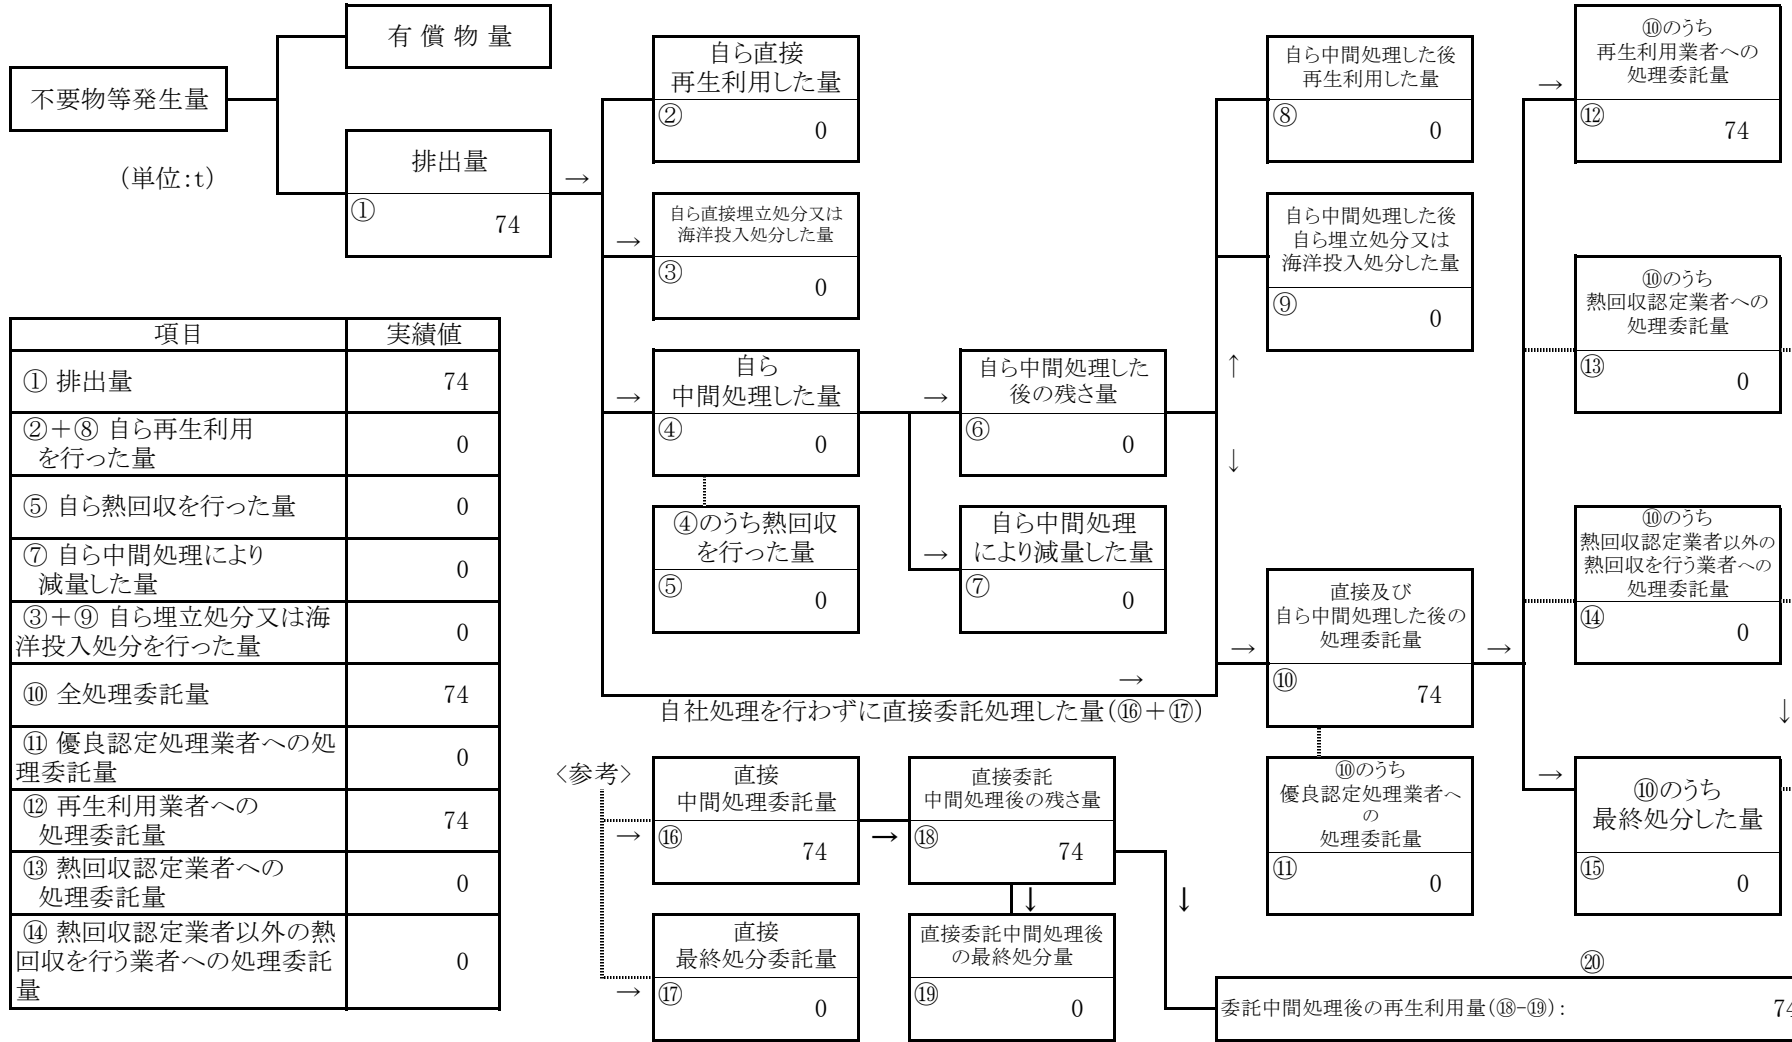 不要物等発生量
(単位:t)
有 償 物 量
排出量
① 74
→
自ら直接
再生利用した量
② 0
→
自ら直接埋立処分又は
海洋投入処分した量
③ 0
→
自ら
中間処理した量
④ 0
④のうち熱回収
を行った量
⑤ 0
→
自ら中間処理した
後の残さ量
⑥ 0
→
自ら中間処理
により減量した量
⑦ 0
↑
↓
自ら中間処理した後
再生利用した量
⑧ 0
自ら中間処理した後
自ら埋立処分又は
海洋投入処分した量
⑨ 0
→
自社処理を行わずに直接委託処理した量(⑯+⑰)
→
直接及び
自ら中間処理した後の
処理委託量
⑩ 74
→
⑩のうち
優良認定処理業者へ
の
処理委託量
⑪ 0
→
⑩のうち
再生利用業者への
処理委託量
⑫ 74
⑩のうち
熱回収認定業者への
処理委託量
⑬ 0
⑩のうち
熱回収認定業者以外の
熱回収を行う業者への
処理委託量
⑭ 0
↓
→
⑩のうち
最終処分した量
⑮ 0
項目 実績値
① 排出量 74
②+⑧ 自ら再生利用
を行った量 0
⑤ 自ら熱回収を行った量 0
⑦ 自ら中間処理により
減量した量 0
③+⑨ 自ら埋立処分又は海
洋投入処分を行った量 0
⑩ 全処理委託量 74
⑪ 優良認定処理業者への処
理委託量 0
⑫ 再生利用業者への
処理委託量 74
⑬ 熱回収認定業者への
処理委託量 0
⑭ 熱回収認定業者以外の熱
回収を行う業者への処理委託
量 0
<参考>
→
直接
中間処理委託量
⑯ 74
→
直接委託
中間処理後の残さ量
⑱ 74
→
直接
最終処分委託量
⑰ 0
↓
直接委託中間処理後
の最終処分量
⑲ 0
↓
⑳
委託中間処理後の再生利用量(⑱-⑲): 74